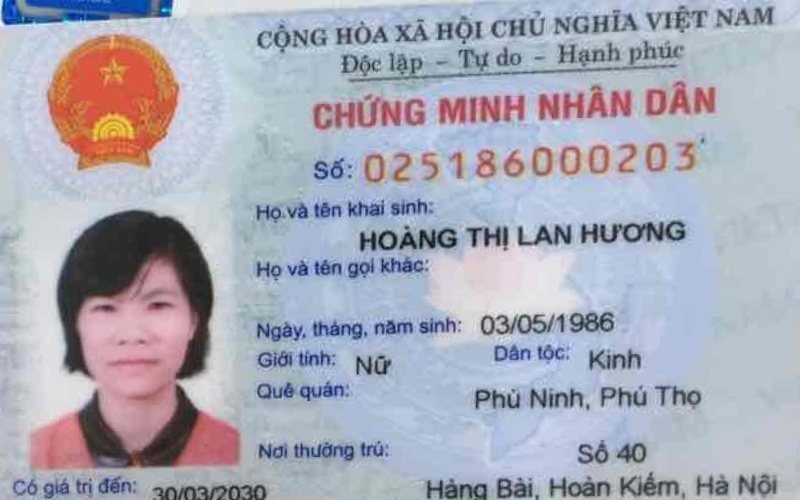 CỘNG HÒA XÃ HỘI CHỦ NGHĨA VIỆT NAM
Độc lập - Tự do - Hạnh phúc
CHỨNG MINH NHÂN DÂN
Số: 025186000203
Họ và tên khai sinh:
HOÀNG THỊ LAN HƯƠNG
Họ và tên gọi khác:
Ngày, tháng, năm sinh: 03/05/1986
Giới tính: Nữ Dân tộc: Kinh
Quê quán:
Phù Ninh, Phú Thọ
Nơi thường trú: Số 40
Có giá trị đến: 30/03/2030 Hàng Bài, Hoàn Kiếm, Hà Nội